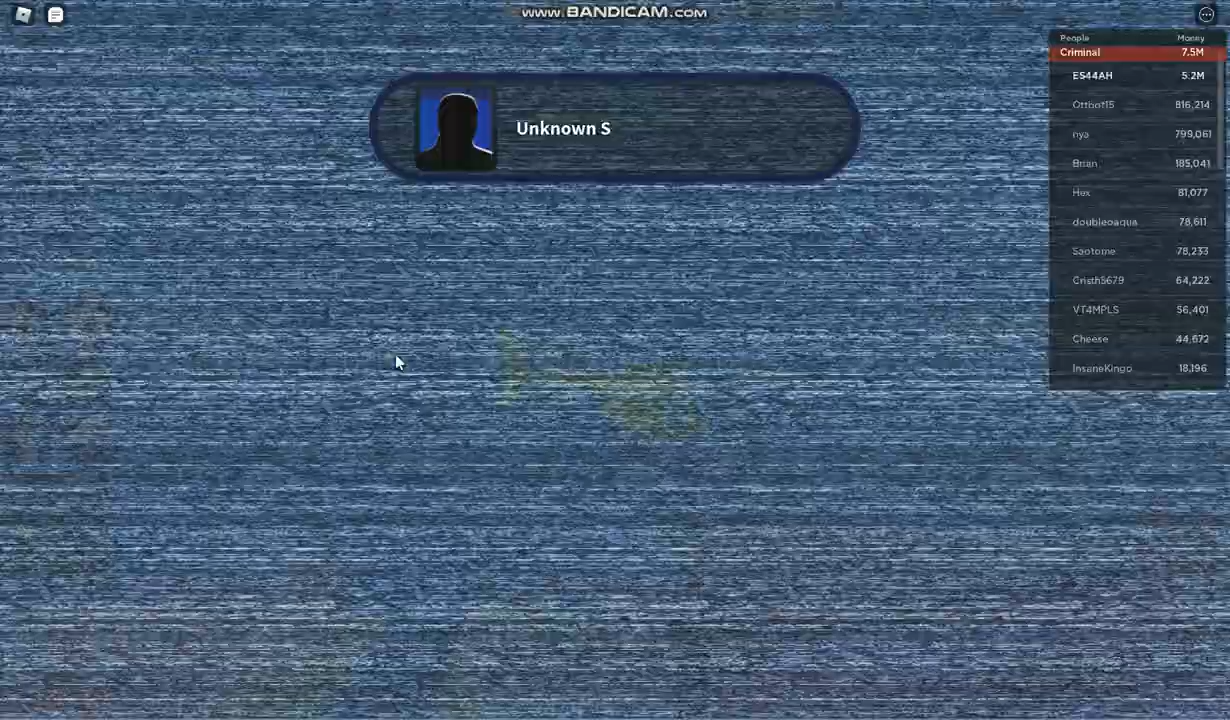 WWW.BANDICAM.COM
People Money
Criminal 7.5M
ES44AH 5.2M
Ottbot15 816,214
nya 799,061
Brian 185,041
Hex 81,077
doubleoaqua 78,611
Saotome 78,233
Cristh5679 64,222
VT4MPLS 56,401
Cheese 44,672
InsaneKingo 18,196
Unknown S